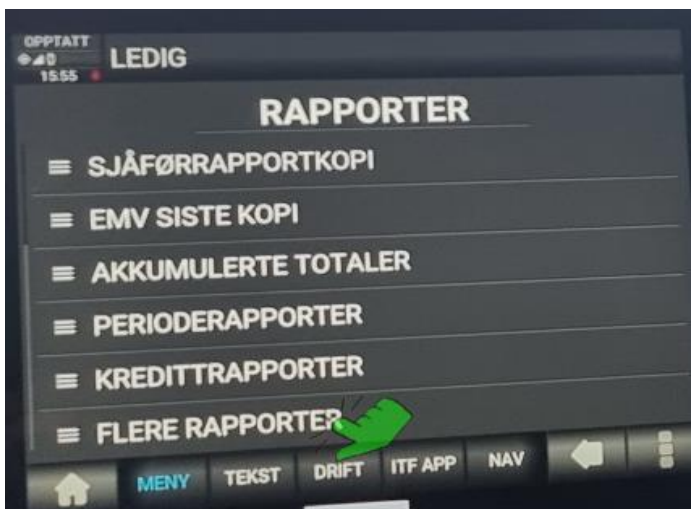 OPPTATT
LEDIG
15:55
RAPPORTER
SJÅFØRRAPPORTKOPI
EMV SISTE KOPI
AKKUMULERTE TOTALER
PERIODERAPPORTER
KREDITTRAPPORTER
FLERE RAPPORTER
MENY TEKST DRIFT ITF APP NAV